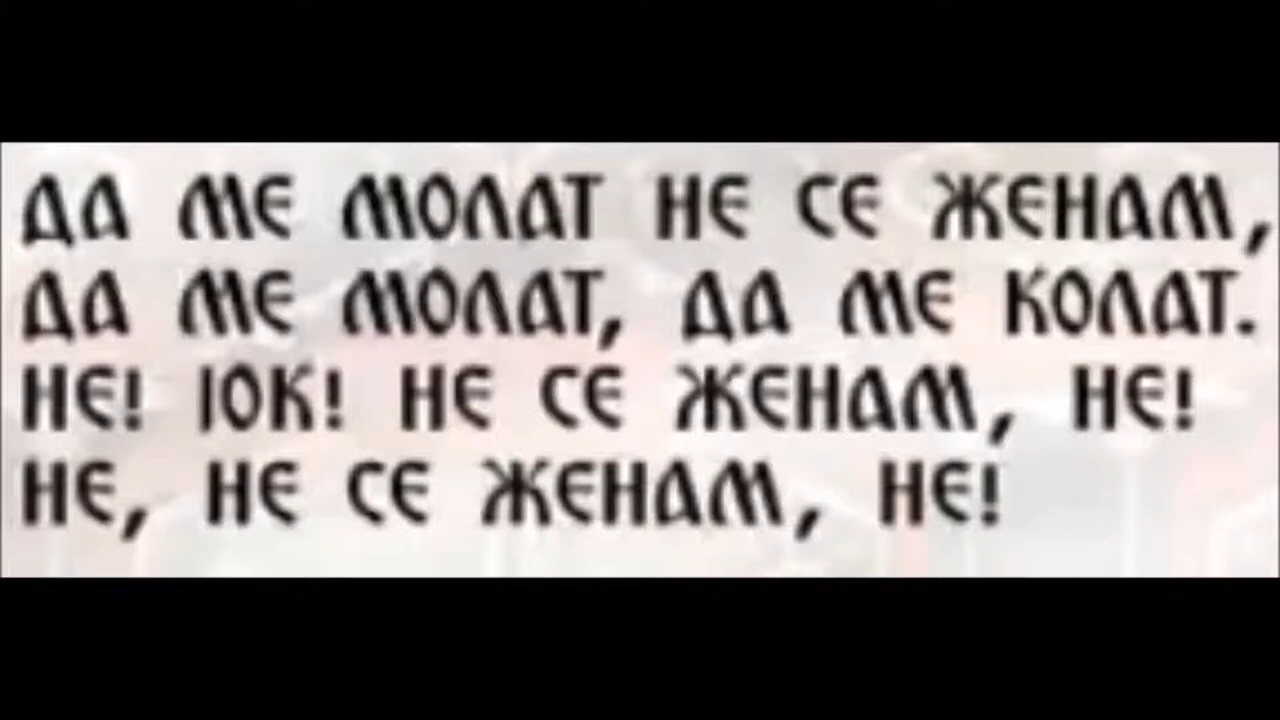 ДА МЕ МОЛАТ НЕ СЕ ЖЕНАМ,
ДА МЕ МОЛАТ, ДА МЕ КОЛАТ.
НЕ! ЈОК! НЕ СЕ ЖЕНАМ, НЕ!
НЕ, НЕ СЕ ЖЕНАМ, НЕ!